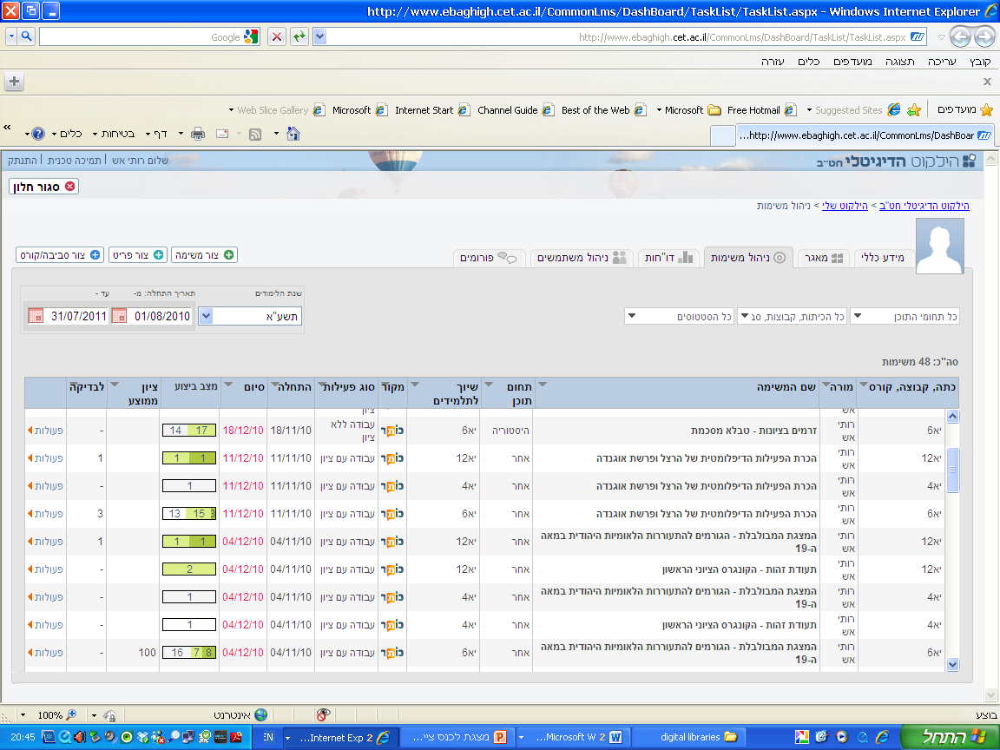 http://www.ebaghigh.cet.ac.il/CommonLms/DashBoard/TaskList/TaskList.aspx - Windows Internet Explorer
http://www.ebaghigh.cet.ac.il/CommonLms/DashBoard/TaskList/TaskList.aspx
Google
קובץ עריכה תצוגה מועדפים כלים עזרה
מועדפים Suggested Sites Free Hotmail Microsoft Best of the Web Channel Guide Internet Start Microsoft Web Slice Gallery
...http://www.ebaghigh.cet.ac.il/CommonLms/DashBoar
דף בטיחות כלים
הילקוט הדיגיטלי חט"ב
שלום רותי אש | תמיכה טכנית | התנתק
סגור חלון
הילקוט הדיגיטלי חט"ב > הילקוט שלי > ניהול משימות
מידע כללי מאגר ניהול משימות דו"חות ניהול משתמשים פורומים
צור משימה צור פריט צור סביבה/קורס
שנת הלימודים תאריך התחלה: מ- עד -
תשע"א 01/08/2010 31/07/2011
כל תחומי התוכן כל הכיתות, קבוצות, סב כל הסטטוסים
סה"כ: 48 משימות
כתה, קבוצה, קורס מורה שם המשימה תחום תוכן שיוך לתלמידים מקור סוג פעילות התחלה סיום מצב ביצוע ציון ממוצע לבדיקה
אש ציון
יא6 רותי אש זרמים בציונות - טבלא מסכמת היסטוריה יא6 כותר עבודה ללא ציון 18/11/10 18/12/10 17 14 - פעולות
יא12 רותי אש הכרת הפעילות הדיפלומטית של הרצל ופרשת אוגנדה אחר יא12 כותר עבודה עם ציון 11/11/10 11/12/10 1 1 1 פעולות
יא4 רותי אש הכרת הפעילות הדיפלומטית של הרצל ופרשת אוגנדה אחר יא4 כותר עבודה עם ציון 11/11/10 11/12/10 1 - פעולות
יא6 רותי אש הכרת הפעילות הדיפלומטית של הרצל ופרשת אוגנדה אחר יא6 כותר עבודה עם ציון 11/11/10 11/12/10 3 15 13 3 פעולות
יא12 רותי אש המצגת המבולבלת - הגורמים להתעוררות הלאומיות היהודית במאה ה-19 אחר יא12 כותר עבודה עם ציון 04/11/10 04/12/10 1 1 1 פעולות
יא12 רותי אש תעודת זהות - הקונגרס הציוני הראשון אחר יא12 כותר עבודה עם ציון 04/11/10 04/12/10 2 - פעולות
יא4 רותי אש המצגת המבולבלת - הגורמים להתעוררות הלאומיות היהודית במאה ה-19 אחר יא4 כותר עבודה עם ציון 04/11/10 04/12/10 1 - פעולות
יא4 רותי אש תעודת זהות - הקונגרס הציוני הראשון אחר יא4 כותר עבודה עם ציון 04/11/10 04/12/10 1 - פעולות
יא6 רותי אש המצגת המבולבלת - הגורמים להתעוררות הלאומיות היהודית במאה ה-19 אחר יא6 כותר עבודה עם ציון 04/11/10 04/12/10 8 7 16 100 - פעולות
בוצע אינטרנט 100%
התחל digital libraries 2 Microsoft W... מצגת לכנס ציי... 2 Internet Exp... EN 20:45